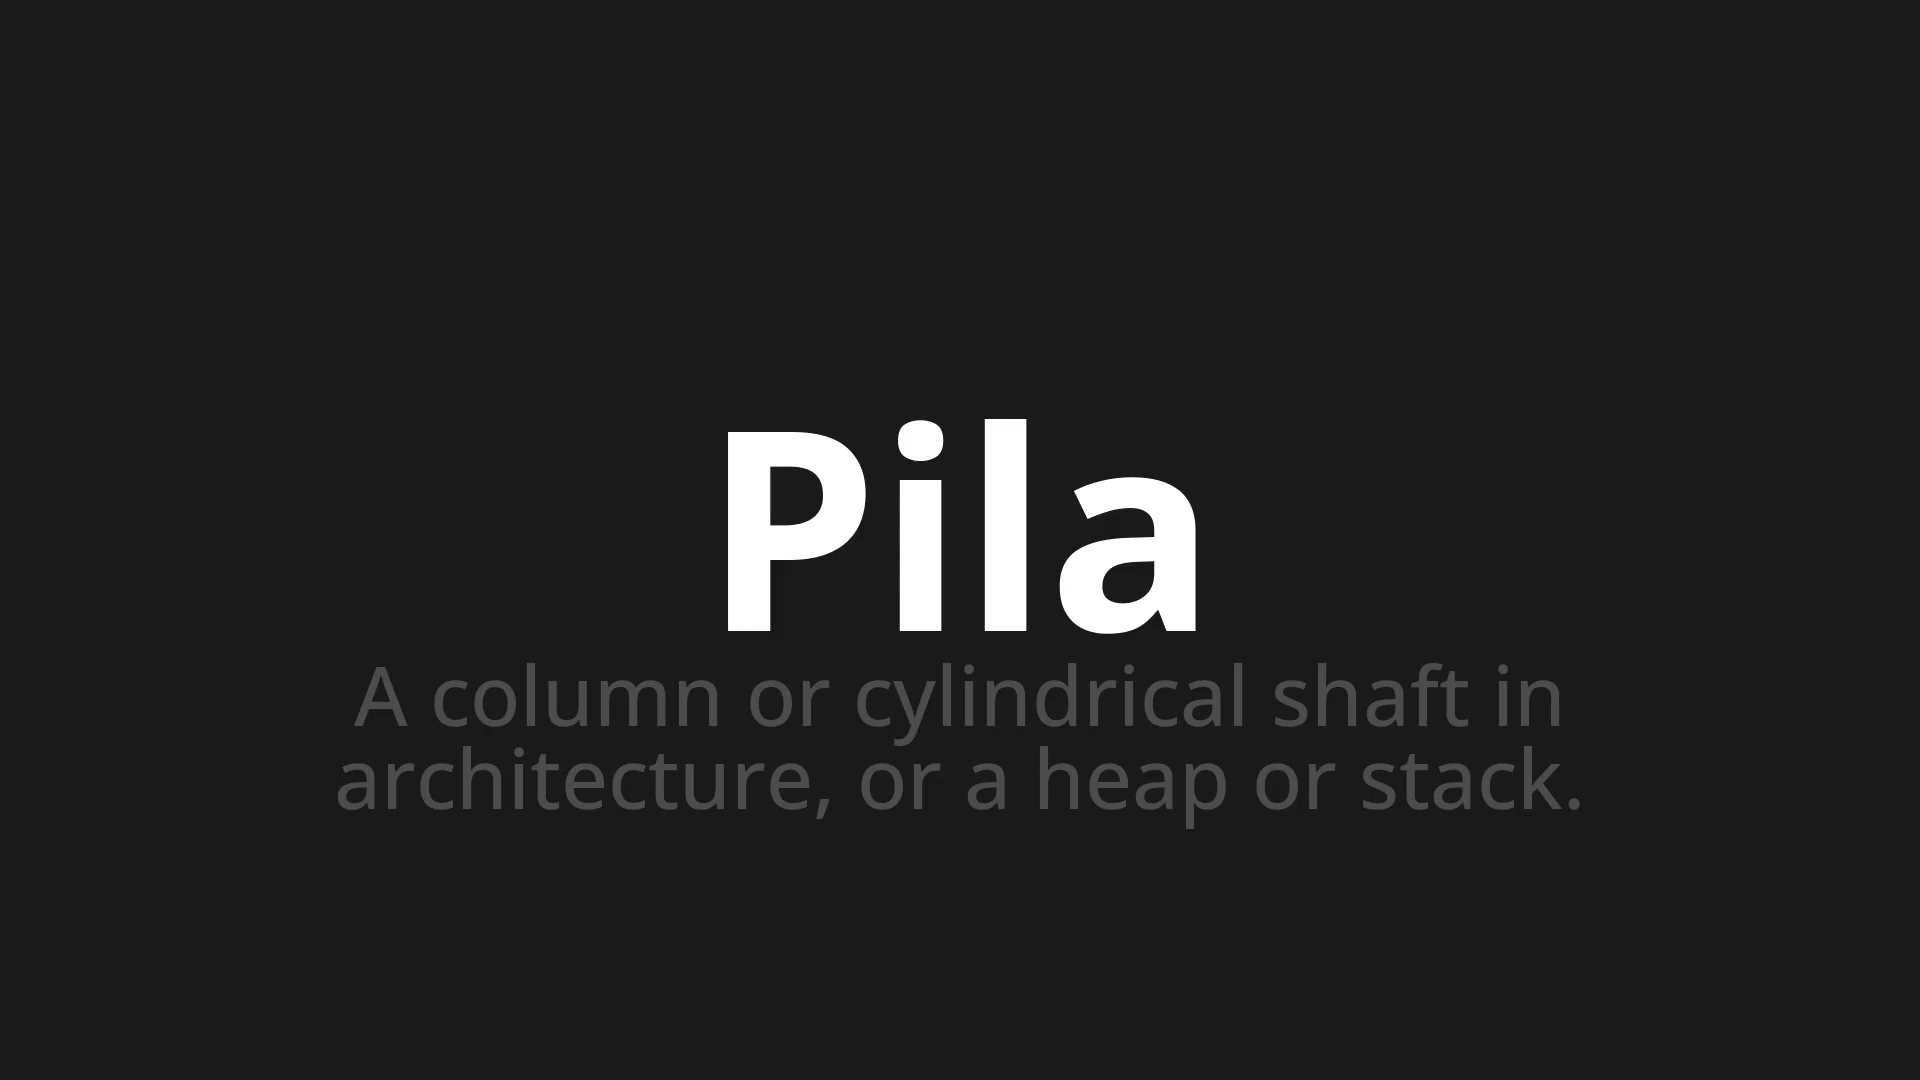 Pila
A column or cylindrical shaft in
architecture, or a heap or stack.